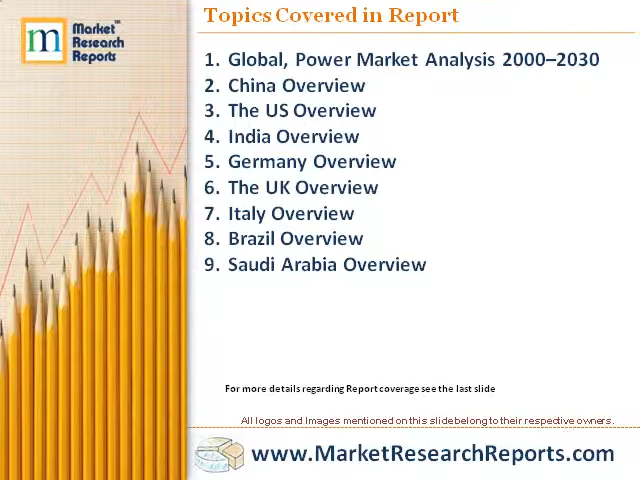 Topics Covered in Report
m
Market™
Research
Reports
1. Global, Power Market Analysis 2000–2030
2. China Overview
3. The US Overview
4. India Overview
5. Germany Overview
6. The UK Overview
7. Italy Overview
8. Brazil Overview
9. Saudi Arabia Overview
For more details regarding Report coverage see the last slide
All logos and Images mentioned on this slide belong to their respective owners.
www.MarketResearchReports.com